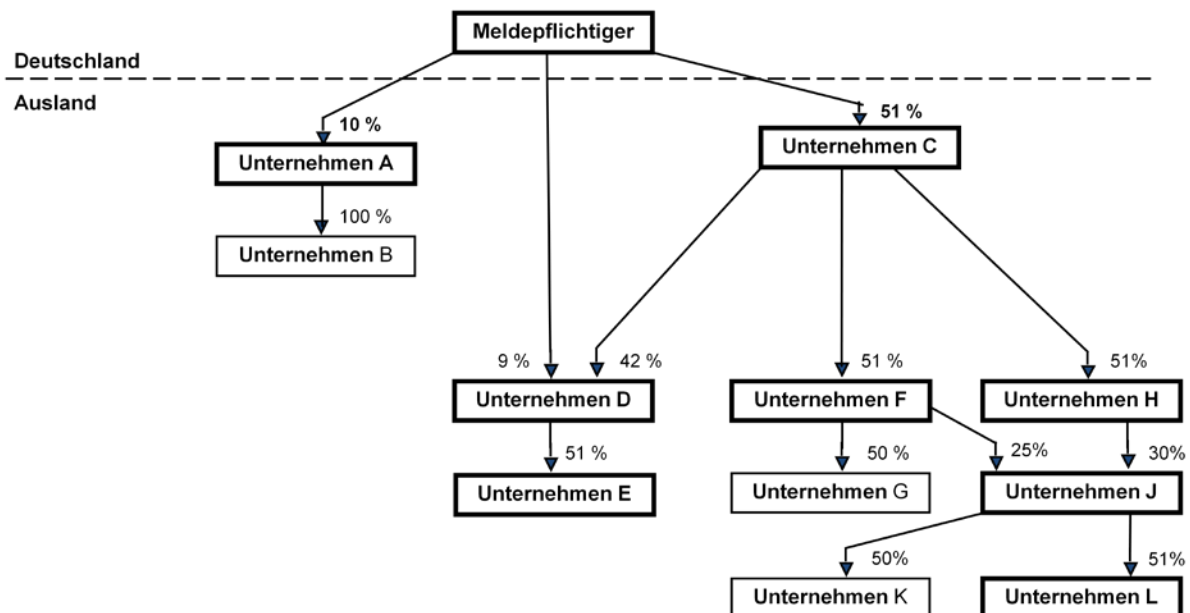 Meldepflichtiger
Deutschland
Ausland
10 %
51 %
Unternehmen A
Unternehmen C
100 %
Unternehmen B
9 %
42 %
51 %
51%
Unternehmen D
Unternehmen F
Unternehmen H
51 %
50 %
25%
30%
Unternehmen E
Unternehmen G
Unternehmen J
50%
51%
Unternehmen K
Unternehmen L